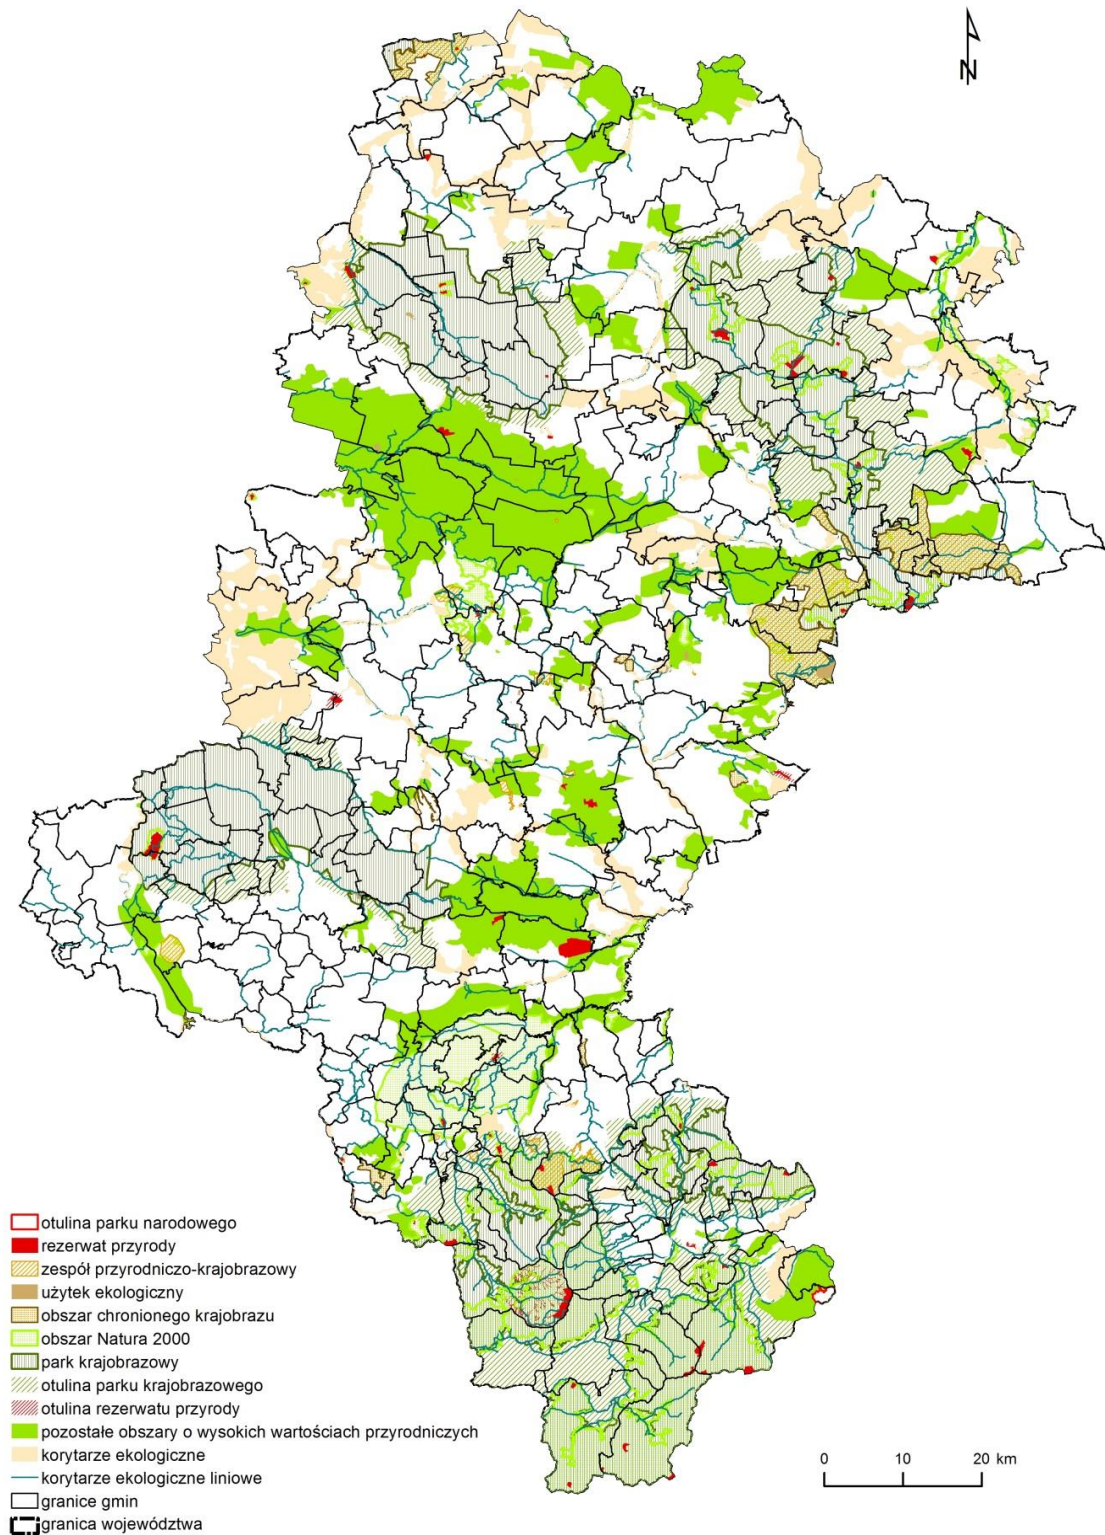 N
otulina parku narodowego
rezerwat przyrody
zespół przyrodniczo-krajobrazowy
użytek ekologiczny
obszar chronionego krajobrazu
obszar Natura 2000
park krajobrazowy
otulina parku krajobrazowego
otulina rezerwatu przyrody
pozostałe obszary o wysokich wartościach przyrodniczych
korytarze ekologiczne
korytarze ekologiczne liniowe
granice gmin
granica województwa
0 10 20 km